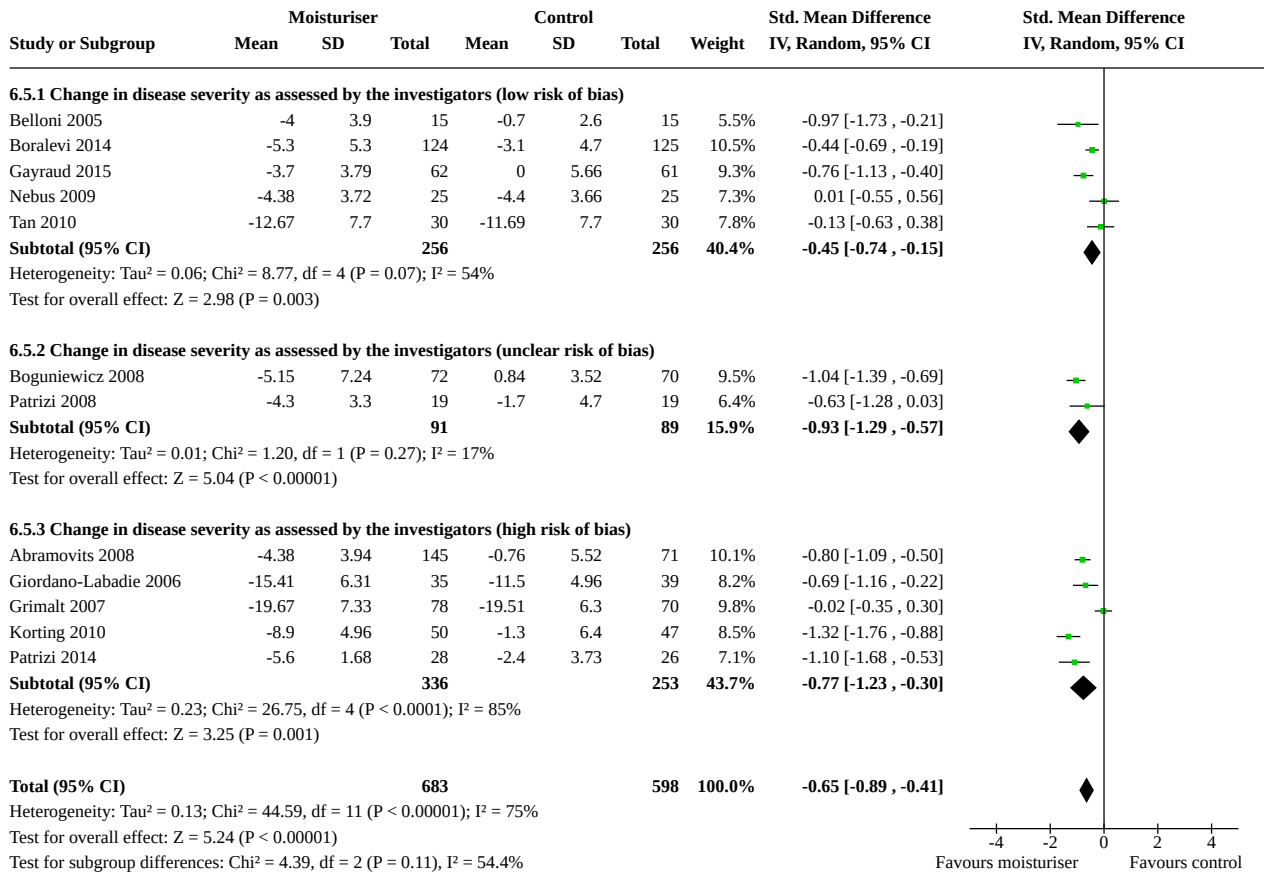 Moisturiser Control Std. Mean Difference Std. Mean Difference
Study or Subgroup Mean SD Total Mean SD Total Weight IV, Random, 95% CI IV, Random, 95% CI
6.5.1 Change in disease severity as assessed by the investigators (low risk of bias)
Belloni 2005 -4 3.9 15 -0.7 2.6 15 5.5% -0.97 [-1.73 , -0.21]
Boralevi 2014 -5.3 5.3 124 -3.1 4.7 125 10.5% -0.44 [-0.69 , -0.19]
Gayraud 2015 -3.7 3.79 62 0 5.66 61 9.3% -0.76 [-1.13 , -0.40]
Nebus 2009 -4.38 3.72 25 -4.4 3.66 25 7.3% 0.01 [-0.55 , 0.56]
Tan 2010 -12.67 7.7 30 -11.69 7.7 30 7.8% -0.13 [-0.63 , 0.38]
Subtotal (95% CI) 256 256 40.4% -0.45 [-0.74 , -0.15]
Heterogeneity: Tau² = 0.06; Chi² = 8.77, df = 4 (P = 0.07); I² = 54%
Test for overall effect: Z = 2.98 (P = 0.003)
6.5.2 Change in disease severity as assessed by the investigators (unclear risk of bias)
Boguniewicz 2008 -5.15 7.24 72 0.84 3.52 70 9.5% -1.04 [-1.39 , -0.69]
Patrizi 2008 -4.3 3.3 19 -1.7 4.7 19 6.4% -0.63 [-1.28 , 0.03]
Subtotal (95% CI) 91 89 15.9% -0.93 [-1.29 , -0.57]
Heterogeneity: Tau² = 0.01; Chi² = 1.20, df = 1 (P = 0.27); I² = 17%
Test for overall effect: Z = 5.04 (P < 0.00001)
6.5.3 Change in disease severity as assessed by the investigators (high risk of bias)
Abramovits 2008 -4.38 3.94 145 -0.76 5.52 71 10.1% -0.80 [-1.09 , -0.50]
Giordano-Labadie 2006 -15.41 6.31 35 -11.5 4.96 39 8.2% -0.69 [-1.16 , -0.22]
Grimalt 2007 -19.67 7.33 78 -19.51 6.3 70 9.8% -0.02 [-0.35 , 0.30]
Korting 2010 -8.9 4.96 50 -1.3 6.4 47 8.5% -1.32 [-1.76 , -0.88]
Patrizi 2014 -5.6 1.68 28 -2.4 3.73 26 7.1% -1.10 [-1.68 , -0.53]
Subtotal (95% CI) 336 253 43.7% -0.77 [-1.23 , -0.30]
Heterogeneity: Tau² = 0.23; Chi² = 26.75, df = 4 (P < 0.0001); I² = 85%
Test for overall effect: Z = 3.25 (P = 0.001)
Total (95% CI) 683 598 100.0% -0.65 [-0.89 , -0.41]
Heterogeneity: Tau² = 0.13; Chi² = 44.59, df = 11 (P < 0.00001); I² = 75%
Test for overall effect: Z = 5.24 (P < 0.00001)
Test for subgroup differences: Chi² = 4.39, df = 2 (P = 0.11), I² = 54.4%
-4 -2 0 2 4
Favours moisturiser Favours control